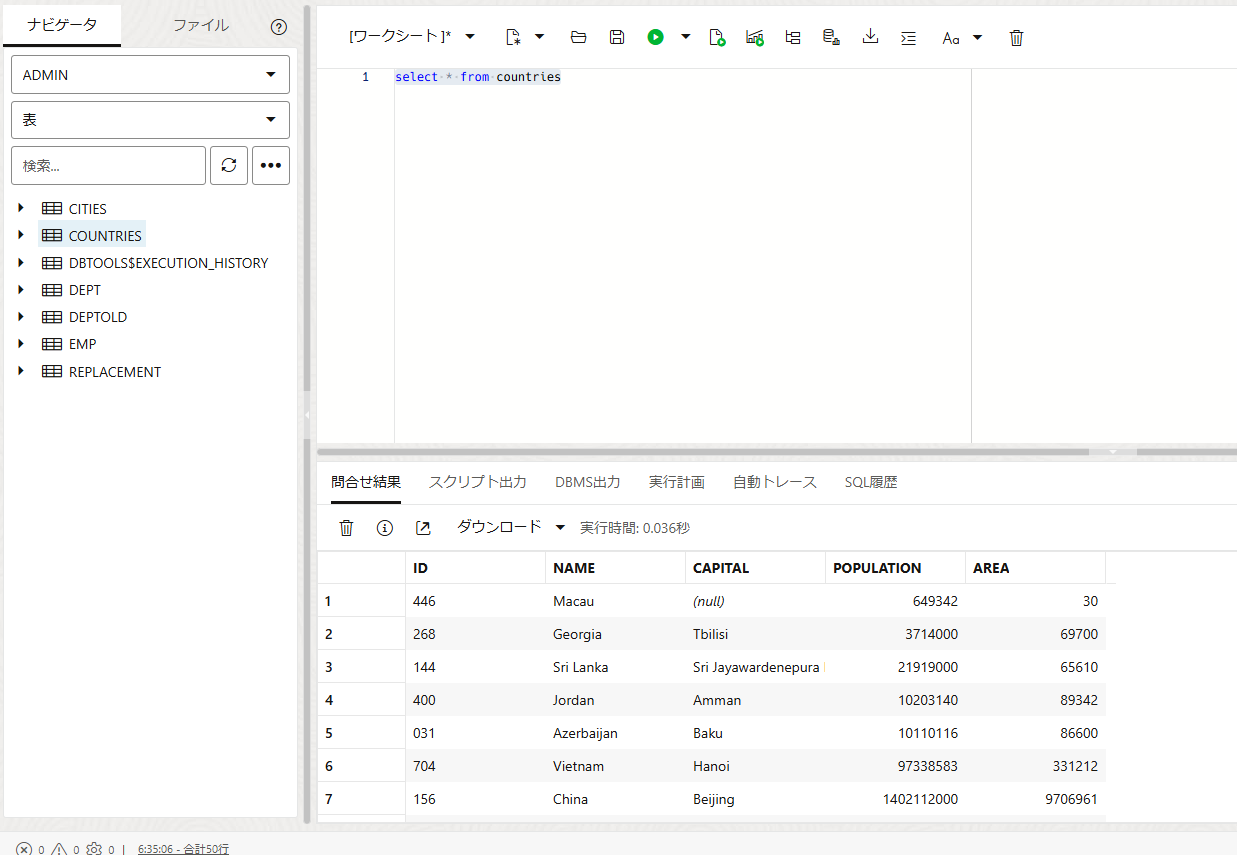 ナビゲータ ファイル
ADMIN
表
検索...
CITIES
COUNTRIES
DBTOOLS$EXECUTION_HISTORY
DEPT
DEPTOLD
EMP
REPLACEMENT
[ワークシート]* Aa
1 select * from countries
問合せ結果 スクリプト出力 DBMS出力 実行計画 自動トレース SQL履歴
ダウンロード 実行時間: 0.036秒
ID NAME CAPITAL POPULATION AREA
1 446 Macau (null) 649342 30
2 268 Georgia Tbilisi 3714000 69700
3 144 Sri Lanka Sri Jayawardenepura 21919000 65610
4 400 Jordan Amman 10203140 89342
5 031 Azerbaijan Baku 10110116 86600
6 704 Vietnam Hanoi 97338583 331212
7 156 China Beijing 1402112000 9706961
0 0 0 | 6:35:06 - 合計50行